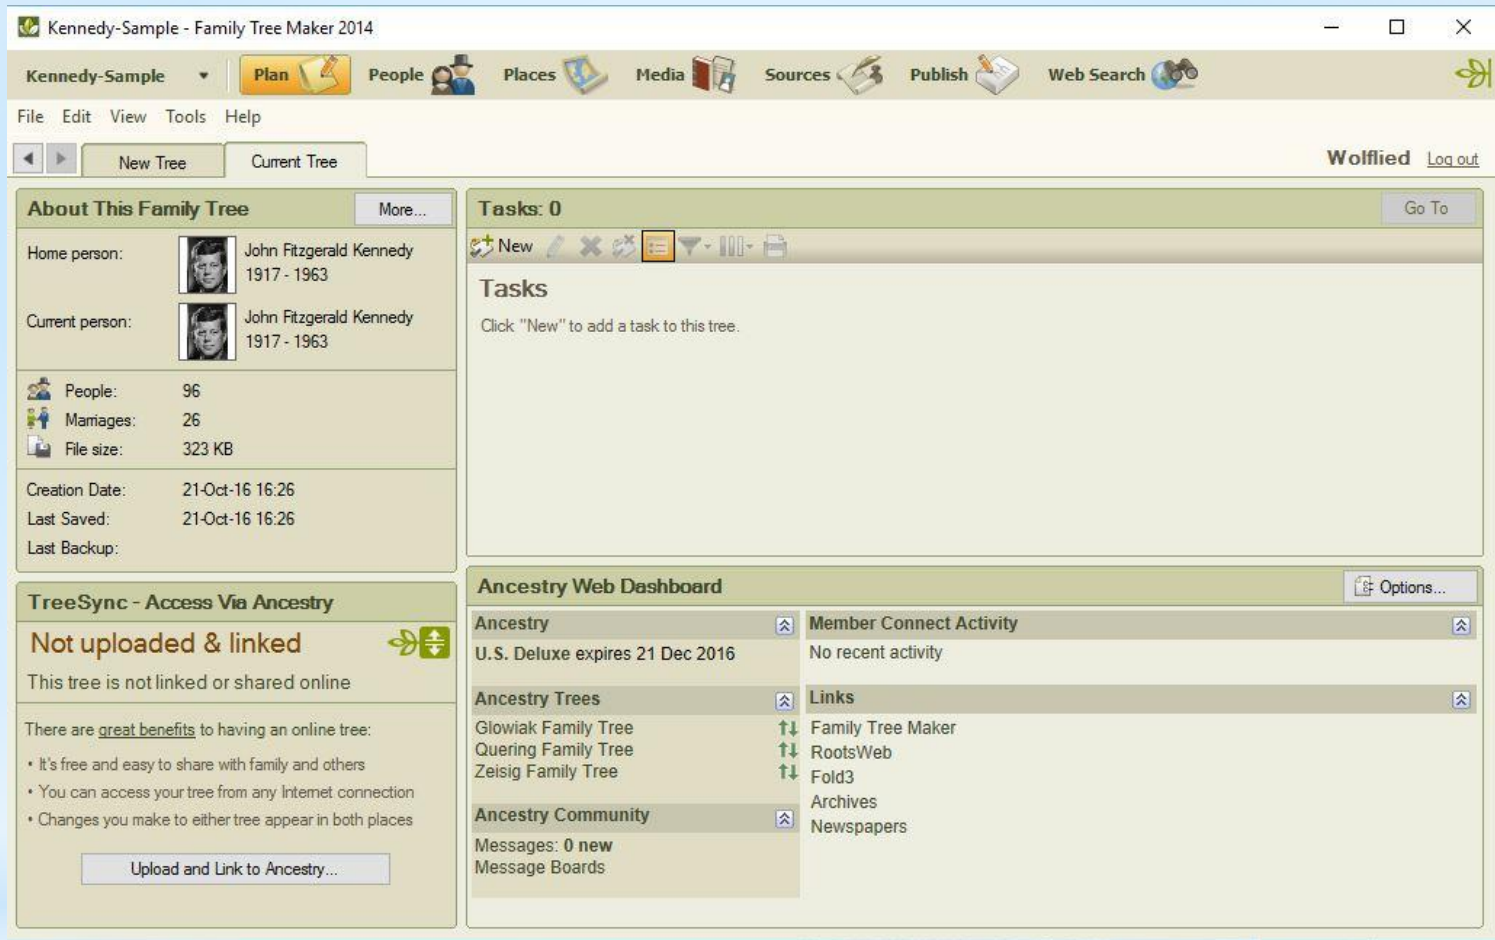 Kennedy-Sample - Family Tree Maker 2014
Kennedy-Sample Plan People Places Media Sources Publish Web Search
File Edit View Tools Help
New Tree Current Tree
Wolflied Log out
About This Family Tree More...
Home person: John Fitzgerald Kennedy
1917 - 1963
Current person: John Fitzgerald Kennedy
1917 - 1963
People: 96
Marriages: 26
File size: 323 KB
Creation Date: 21-Oct-16 16:26
Last Saved: 21-Oct-16 16:26
Last Backup:
TreeSync - Access Via Ancestry
Not uploaded & linked
This tree is not linked or shared online
There are great benefits to having an online tree:
• It's free and easy to share with family and others
• You can access your tree from any Internet connection
• Changes you make to either tree appear in both places
Upload and Link to Ancestry...
Tasks: 0 Go To
New
Tasks
Click "New" to add a task to this tree.
Ancestry Web Dashboard Options...
Ancestry
U.S. Deluxe expires 21 Dec 2016
Ancestry Trees
Glowiak Family Tree
Quering Family Tree
Zeisig Family Tree
Ancestry Community
Messages: 0 new
Message Boards
Member Connect Activity
No recent activity
Links
Family Tree Maker
RootsWeb
Fold3
Archives
Newspapers